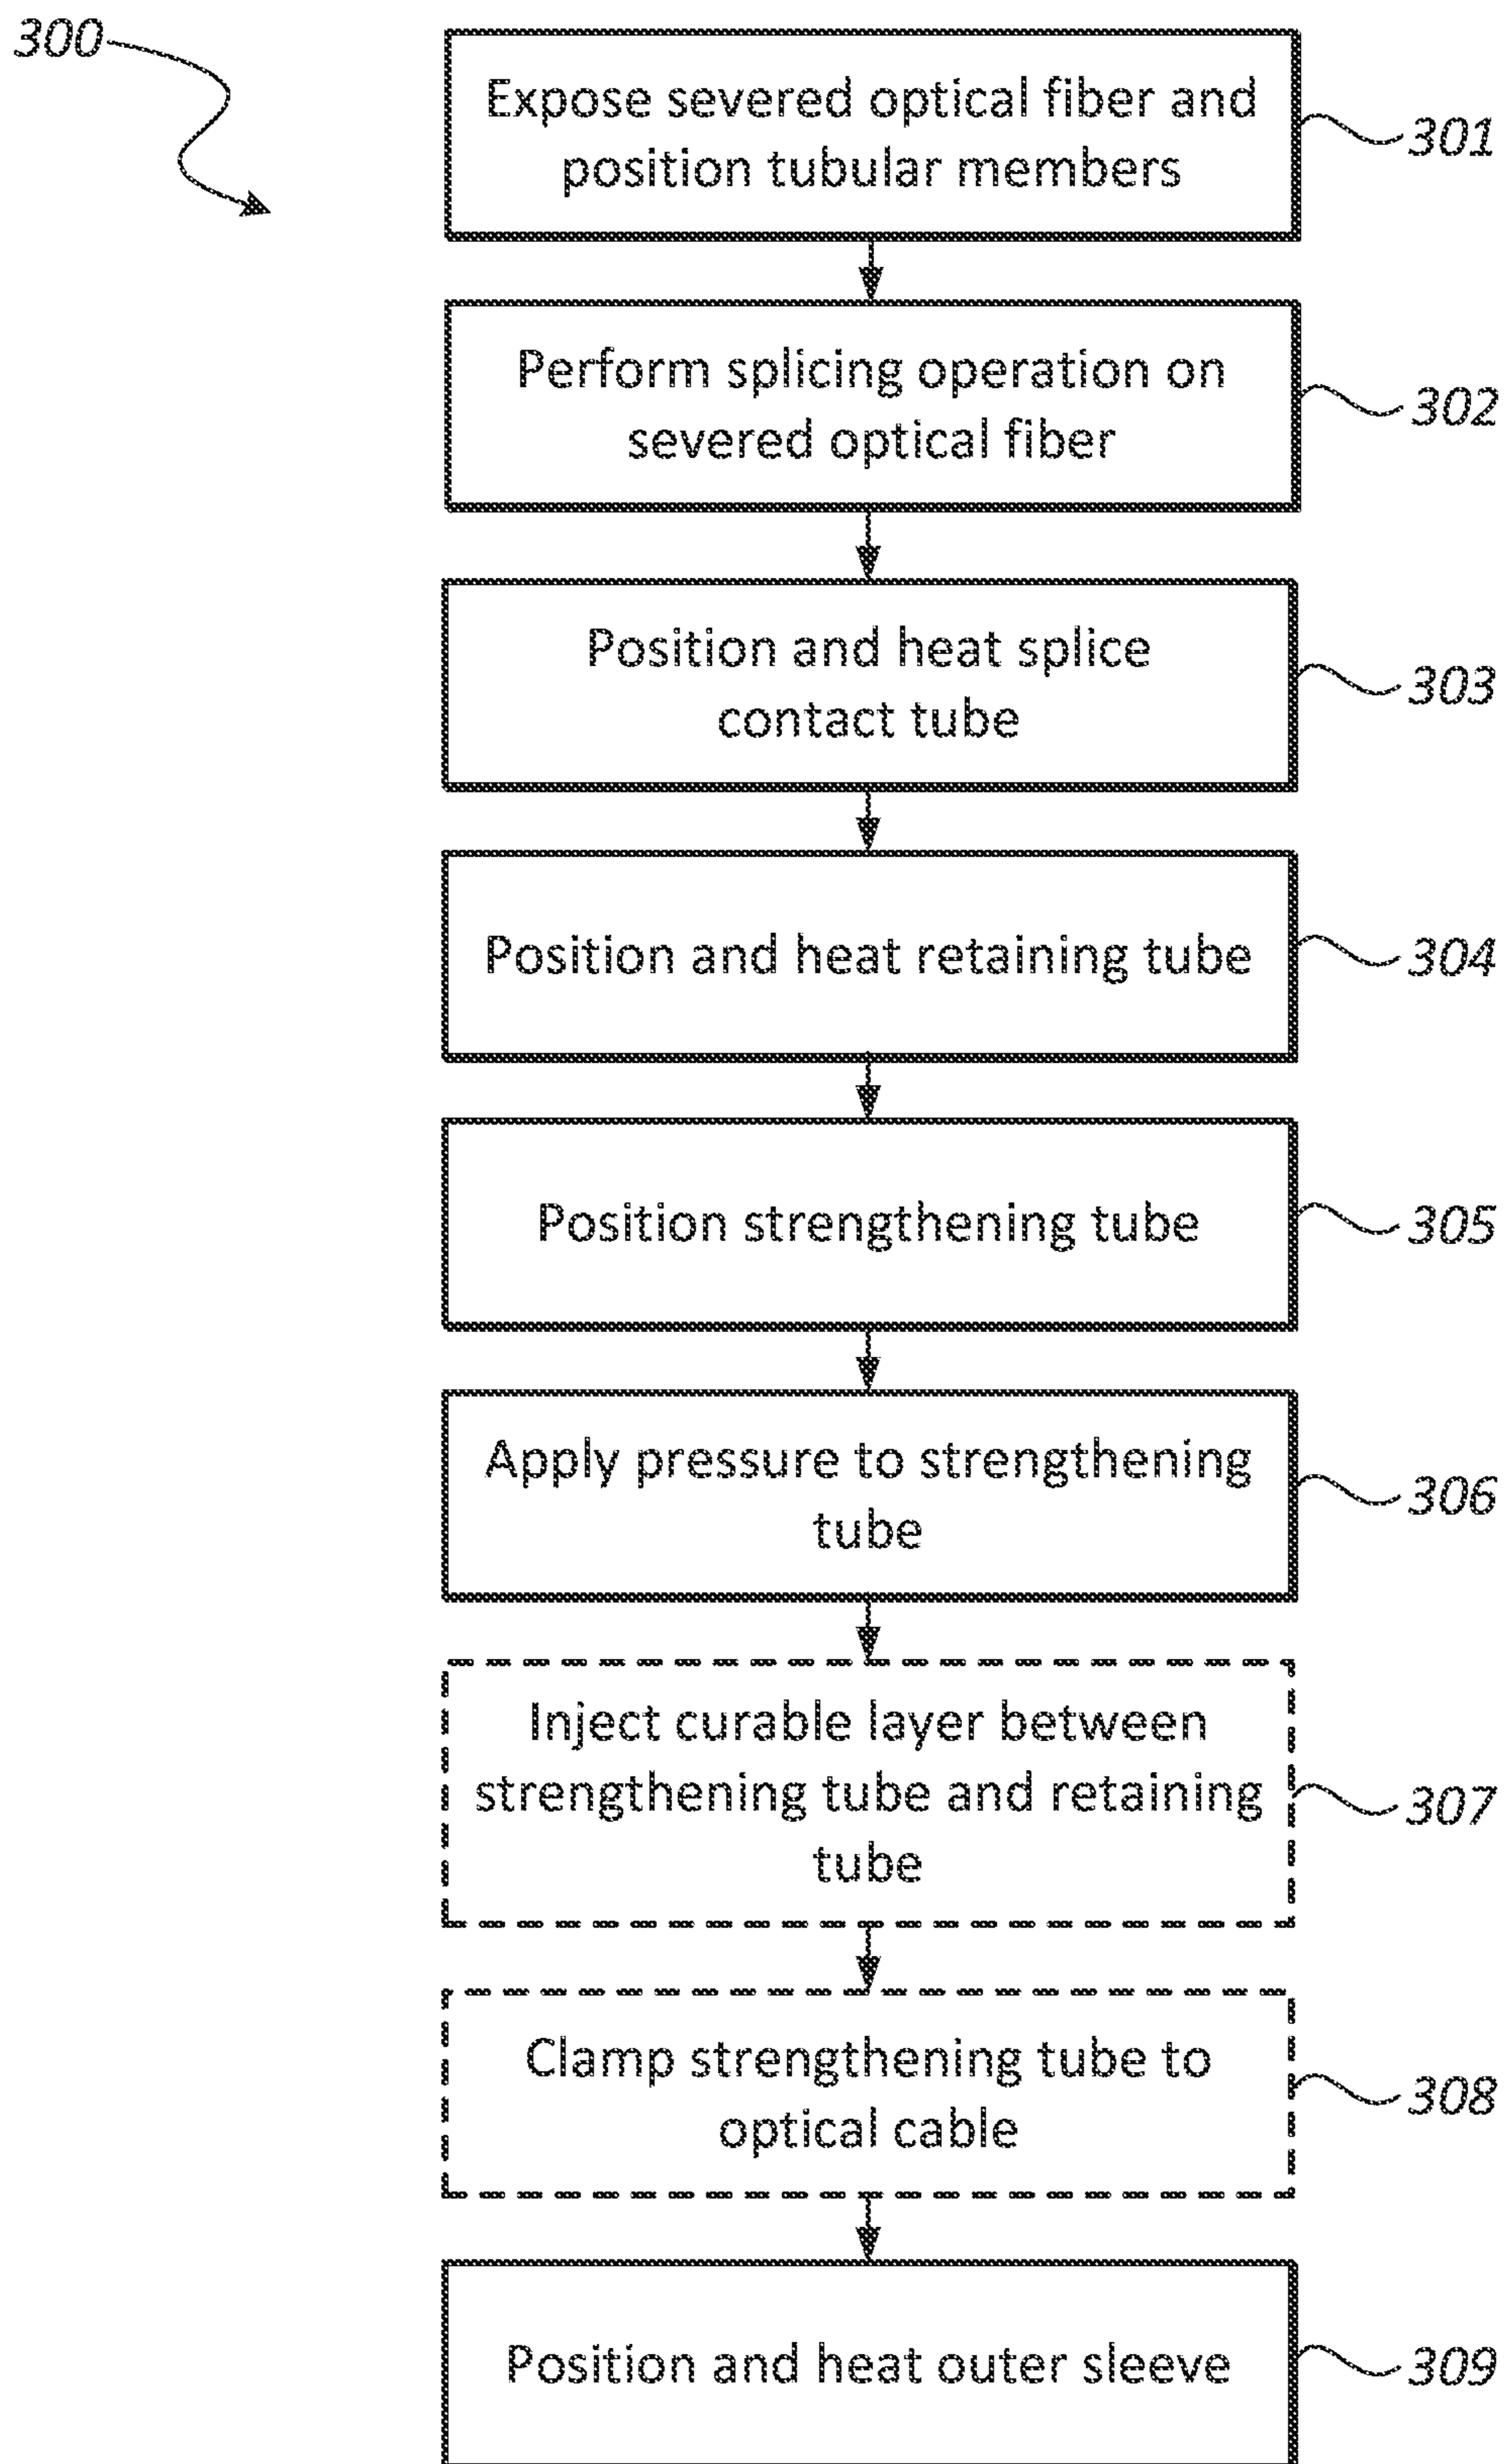 300
Expose severed optical fiber and
position tubular members
301
Perform splicing operation on
severed optical fiber
302
Position and heat splice
contact tube
303
Position and heat retaining tube
304
Position strengthening tube
305
Apply pressure to strengthening
tube
306
Inject curable layer between
strengthening tube and retaining
tube
307
Clamp strengthening tube to
optical cable
308
Position and heat outer sleeve
309